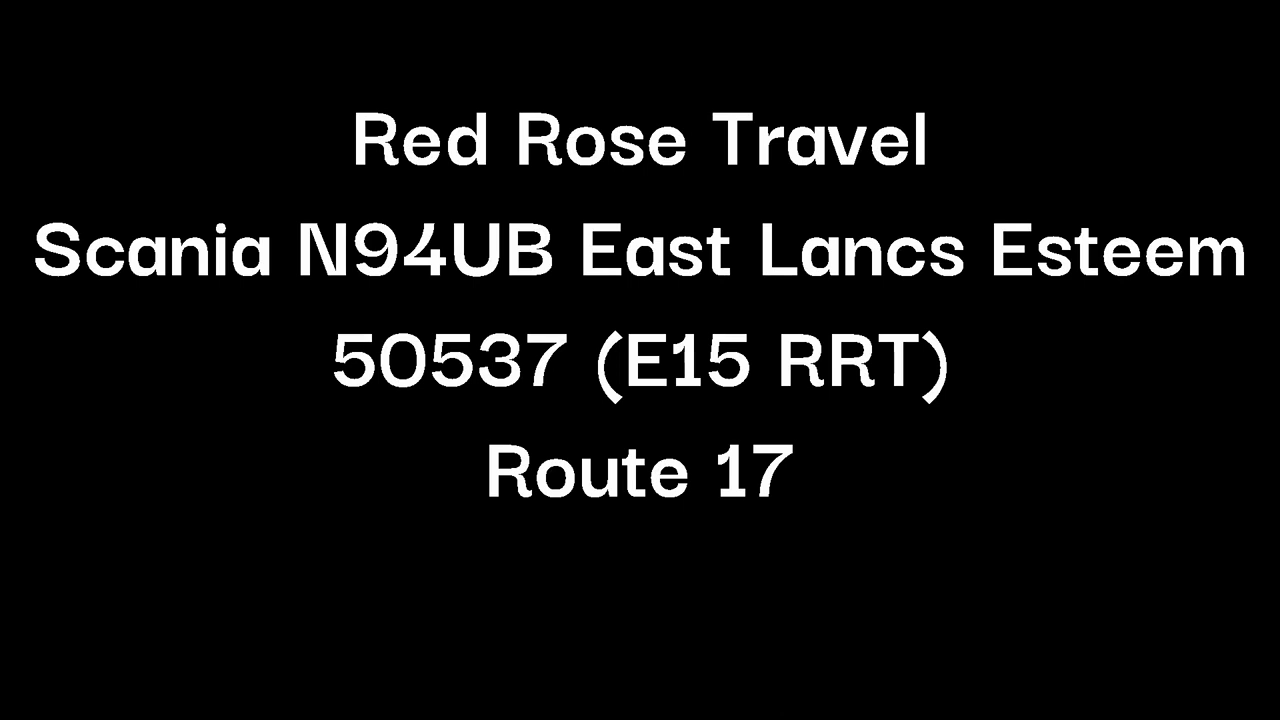 Red Rose Travel
Scania N94UB East Lancs Esteem
50537 (E15 RRT)
Route 17